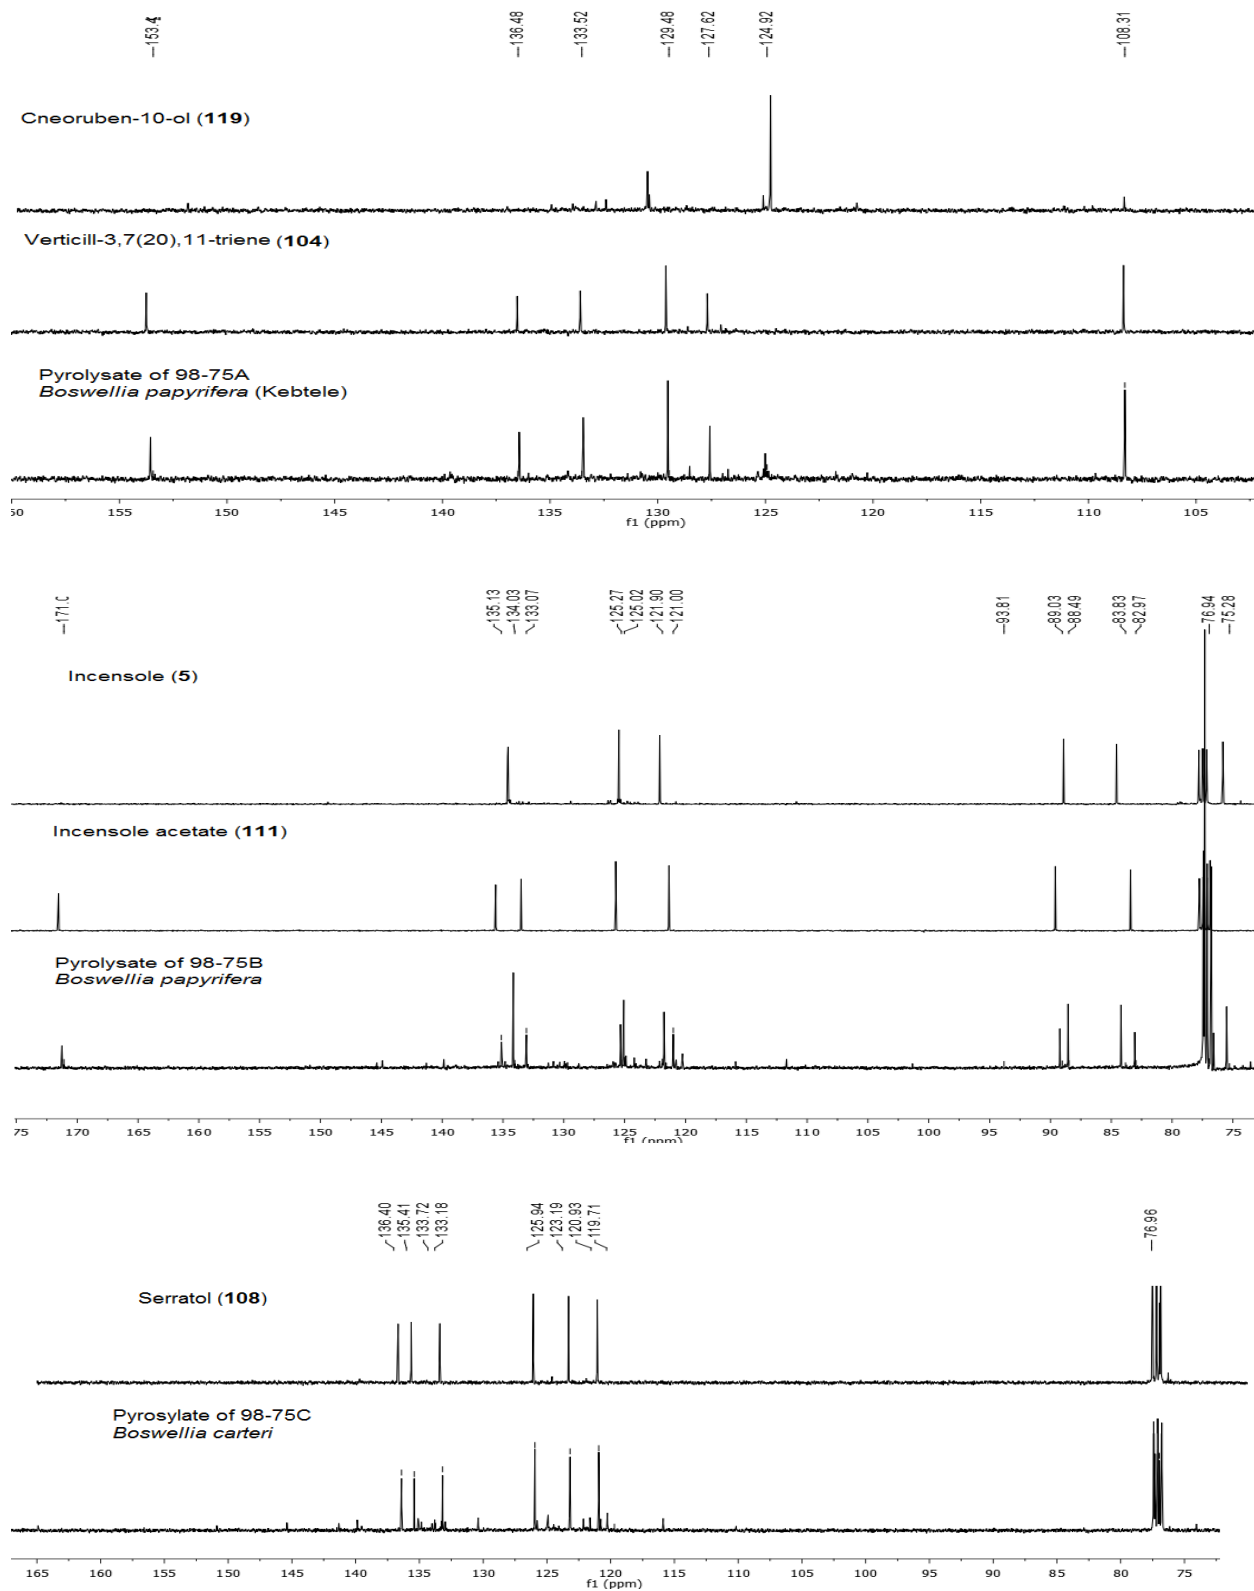 153.4 136.48 133.52 129.48 127.62 124.92 108.31
Cneoruben-10-ol (119)
Verticill-3,7(20),11-triene (104)
Pyrolysate of 98-75A
Boswellia papyrifera (Kebtele)
155 150 145 140 135 130 125 120 115 110 105
f1 (ppm)
135.13 134.03 133.07 125.27 125.02 121.90 121.00 93.81 89.03 88.49 83.83 82.97 76.94 75.28
Incensole (5)
Incensole acetate (111)
Pyrolysate of 98-75B
Boswellia papyrifera
75 170 165 160 155 150 145 140 135 130 125 120 115 110 105 100 95 90 85 80 75
f1 (ppm)
136.40 135.41 133.72 133.18 125.94 123.19 120.93 119.71 76.96
Serratol (108)
Pyrosylate of 98-75C
Boswellia carteri
165 160 155 150 145 140 135 130 125 120 115 110 105 100 95 90 85 80 75
f1 (ppm)